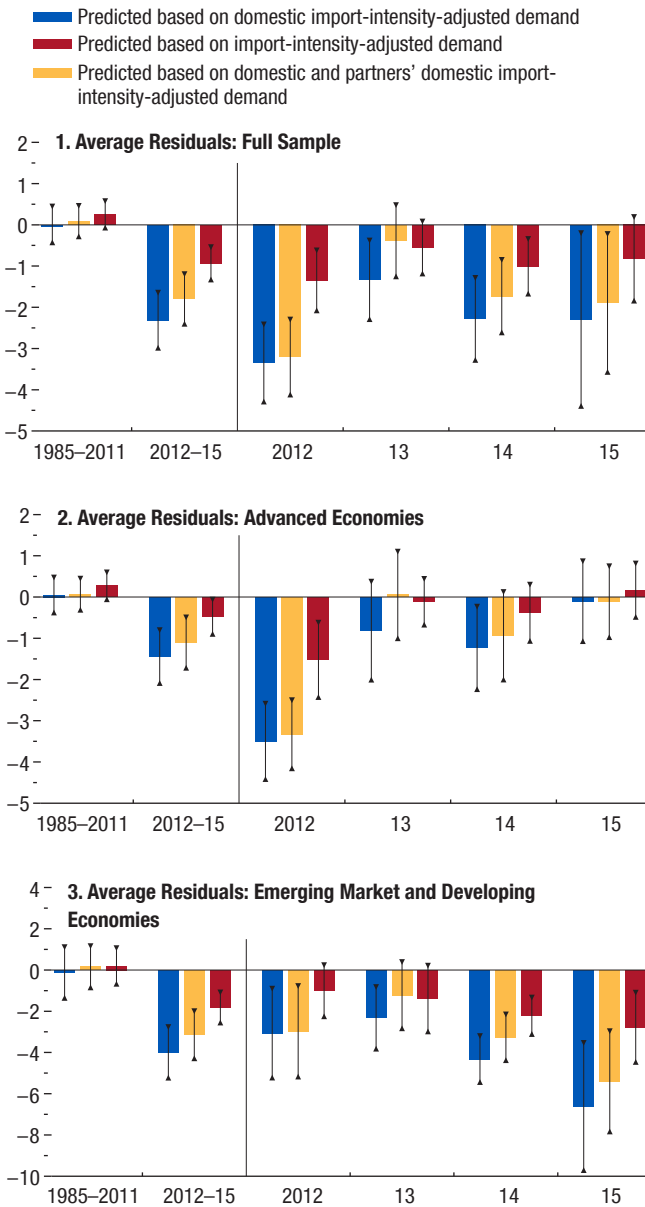 Predicted based on domestic import-intensity-adjusted demand
Predicted based on import-intensity-adjusted demand
Predicted based on domestic and partners’ domestic import-
intensity-adjusted demand
1. Average Residuals: Full Sample
2
1
0
–1
–2
–3
–4
–5
1985–2011 2012–15 2012 13 14 15
2. Average Residuals: Advanced Economies
2
1
0
–1
–2
–3
–4
–5
1985–2011 2012–15 2012 13 14 15
3. Average Residuals: Emerging Market and Developing
Economies
4
2
0
–2
–4
–6
–8
–10
1985–2011 2012–15 2012 13 14 15